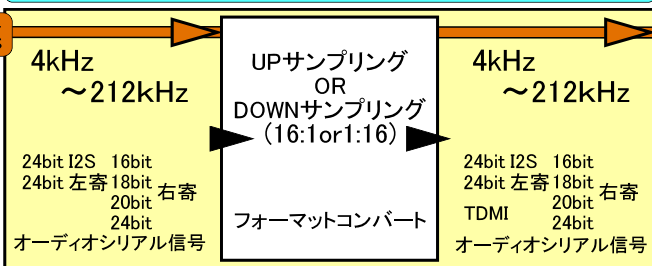 4kHz
～212kHz
24bit I2S 16bit
24bit 左寄 18bit 右寄
20bit
24bit
オーディオシリアル信号
UPサンプリング
OR
DOWNサンプリング
(16:1or1:16)
フォーマットコンバート
4kHz
～212kHz
24bit I2S 16bit
24bit 左寄 18bit 右寄
TDMI 20bit
24bit
オーディオシリアル信号